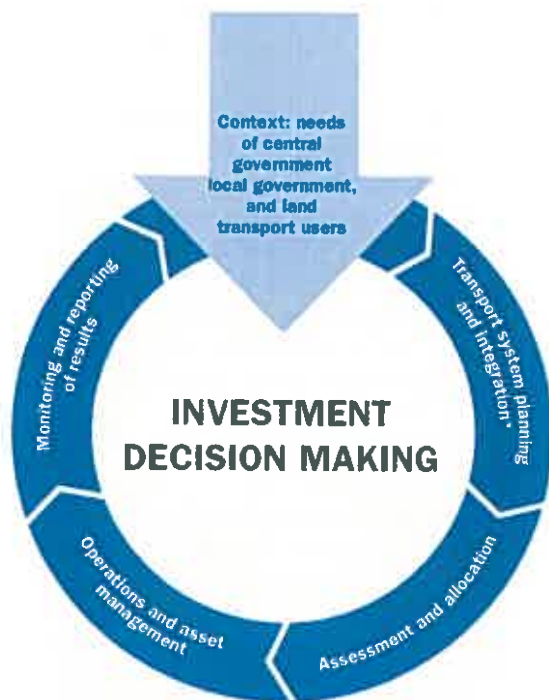 Context: needs
of central
government
local government,
and land
transport users
Transport system planning
and integration*
Assessment and allocation
Operations and asset
management
Monitoring and reporting
of results
INVESTMENT
DECISION MAKING